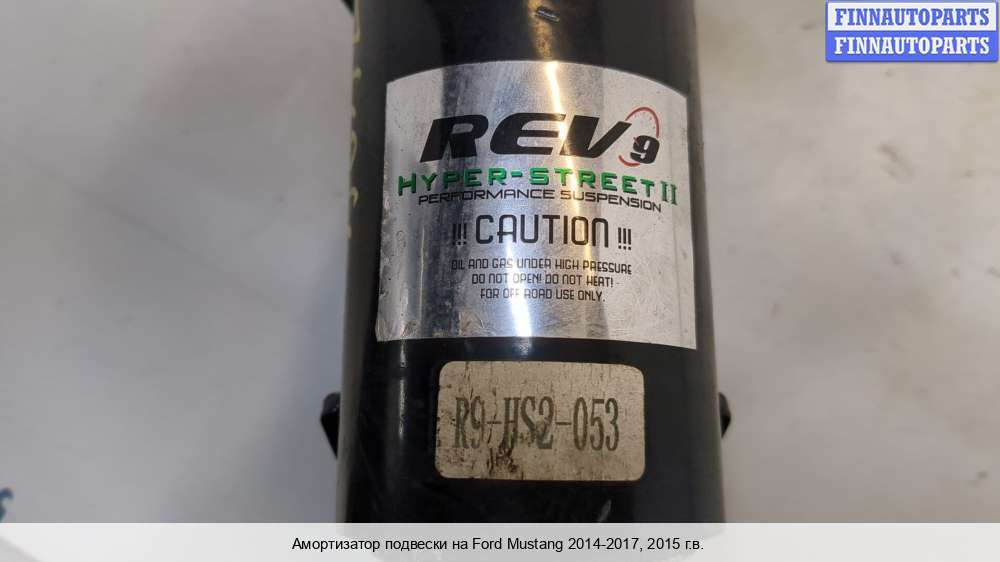 FINNAUTOPARTS
FINNAUTOPARTS
REV9
HYPER-STREET II
PERFORMANCE SUSPENSION
!!! CAUTION !!!
OIL AND GAS UNDER HIGH PRESSURE
DO NOT OPEN! DO NOT HEAT!
FOR OFF ROAD USE ONLY.
R9-HS2-053
Амортизатор подвески на Ford Mustang 2014-2017, 2015 г.в.